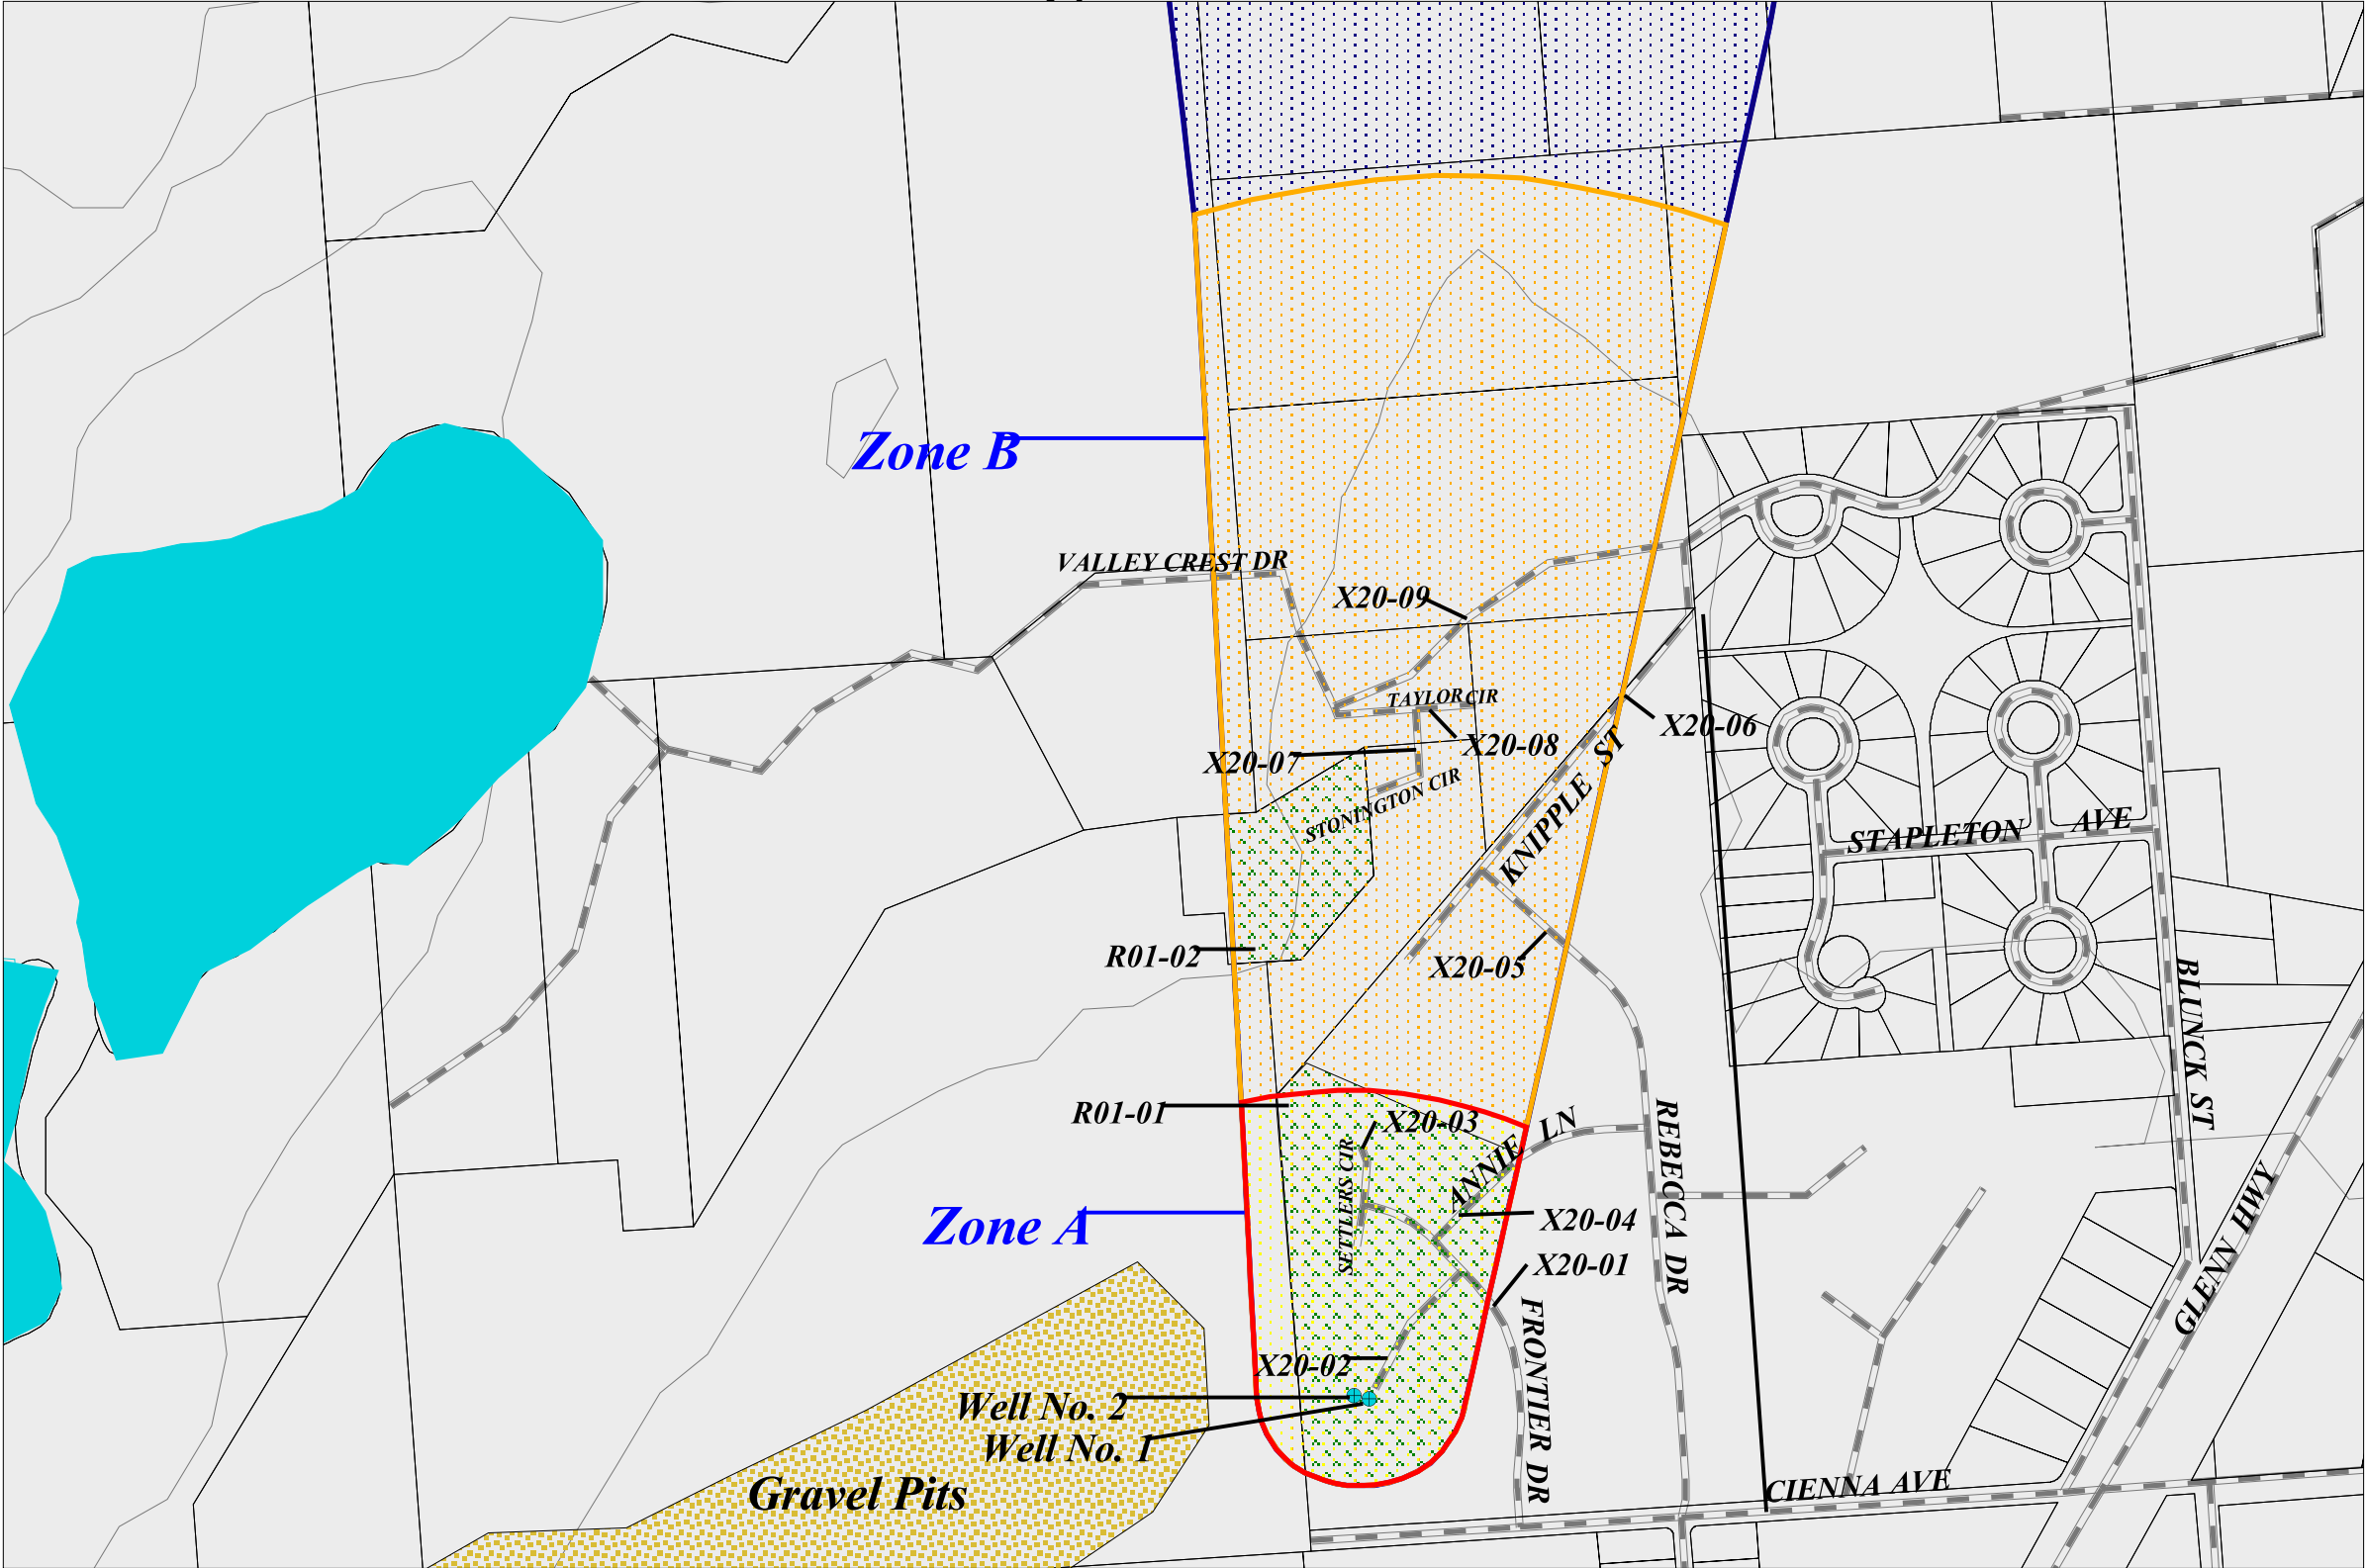 Zone B
VALLEY CREST DR
X20-09
TAYLOR CIR
X20-06
X20-08
X20-07
KNIPPLE ST
STONINGTON CIR
STAPLETON AVE
R01-02
X20-05
BLUNCK ST
R01-01
X20-03
ANNIE LN
REBECCA DR
SETTLERS CIR
Zone A
X20-04
GLENN HWY
X20-01
FRONTIER DR
X20-02
Well No. 2
Well No. 1
Gravel Pits
CIENNA AVE